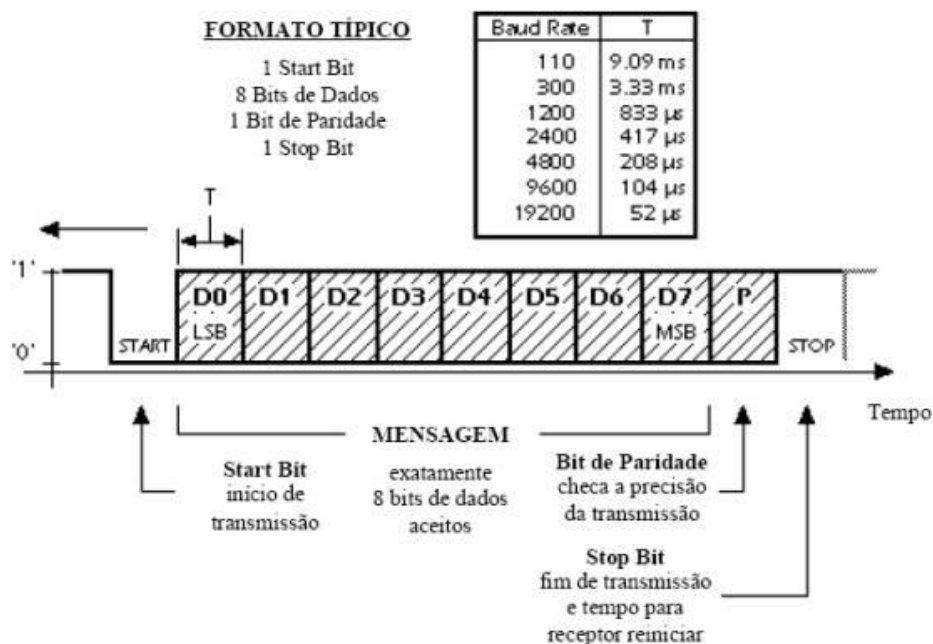 FORMATO TÍPICO
1 Start Bit
8 Bits de Dados
1 Bit de Paridade
1 Stop Bit
Baud Rate T
110 9.09 ms
300 3.33 ms
1200 833 µs
2400 417 µs
4800 208 µs
9600 104 µs
19200 52 µs
T
'1'
'0'
START
D0 D1 D2 D3 D4 D5 D6 D7 P
LSB MSB
STOP
Tempo
MENSAGEM
exatamente
8 bits de dados
aceitos
Start Bit
início de
transmissão
Bit de Paridade
checa a precisão
da transmissão
Stop Bit
fim de transmissão
e tempo para
receptor reiniciar